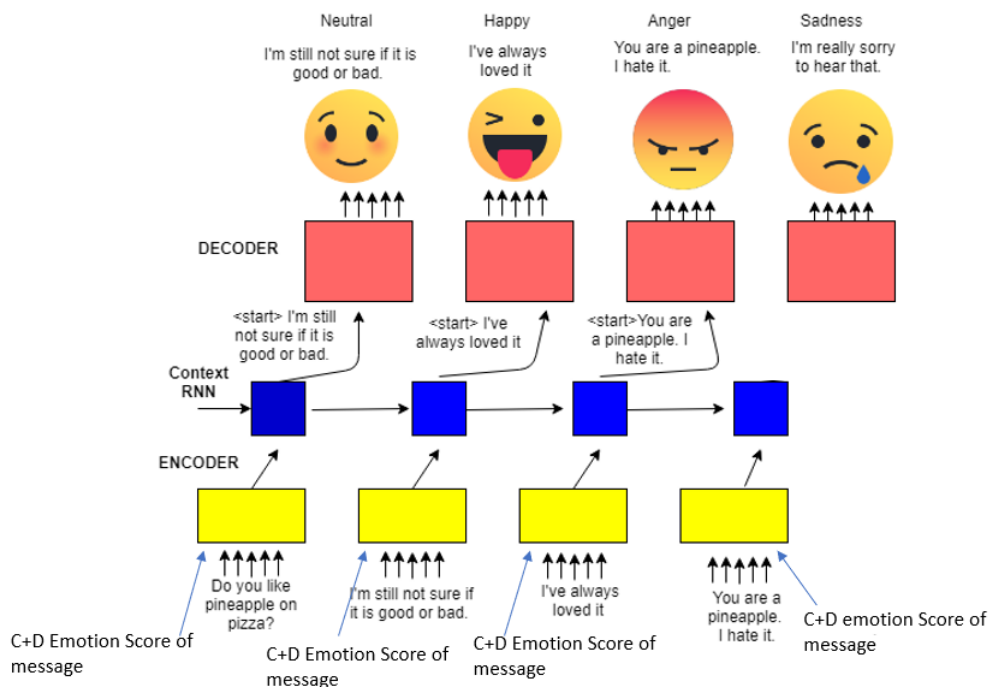 Neutral
Happy
Anger
Sadness
I'm still not sure if it is
good or bad.
I've always
loved it
You are a pineapple.
I hate it.
I'm really sorry
to hear that.
DECODER
<start> I'm still
not sure if it is
good or bad.
<start> I've
always loved it
<start>You are
a pineapple. I
hate it.
Context
RNN
ENCODER
Do you like
pineapple on
pizza?
I'm still not sure if
it is good or bad.
I've always
loved it
You are a
pineapple.
I hate it.
C+D Emotion Score of
message
C+D Emotion Score of
message
C+D Emotion Score of
message
C+D emotion Score of
message